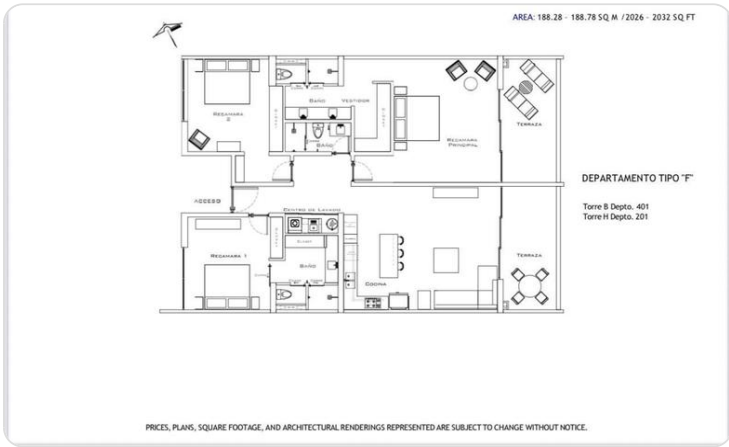 AREA: 188.28 - 188.78 SQ M /2026 - 2032 SQ FT
RECAMARA
2
BAÑO
VESTIDOR
BAÑO
RECAMARA
PRINCIPAL
TERRAZA
DEPARTAMENTO TIPO "F"
ACCESO
Torre B Depto. 401
Torre H Depto. 201
CENTRO DE LAVADO
CLOSET
RECAMARA 1
BAÑO
TERRAZA
COCINA
PRICES, PLANS, SQUARE FOOTAGE, AND ARCHITECTURAL RENDERINGS REPRESENTED ARE SUBJECT TO CHANGE WITHOUT NOTICE.